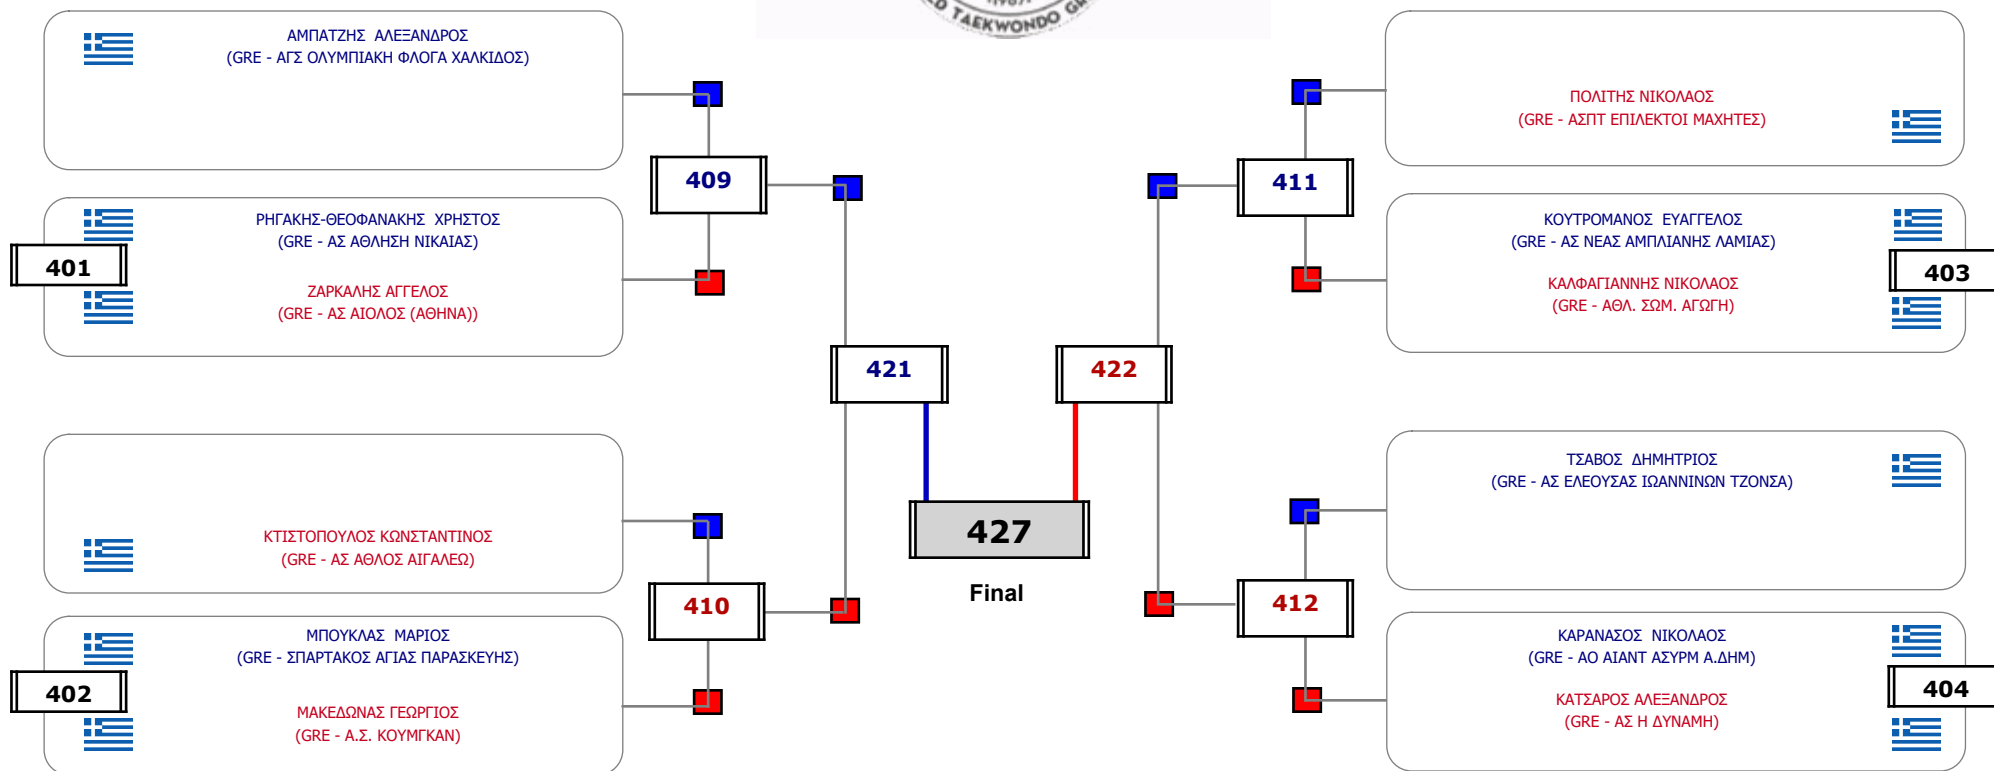 (1987)
ED TAEKWONDO GR
ΑΜΠΑΤΖΗΣ ΑΛΕΞΑΝΔΡΟΣ
(GRE - ΑΓΣ ΟΛΥΜΠΙΑΚΗ ΦΛΟΓΑ ΧΑΛΚΙΔΟΣ)
409
ΡΗΓΑΚΗΣ-ΘΕΟΦΑΝΑΚΗΣ ΧΡΗΣΤΟΣ
(GRE - ΑΣ ΑΘΛΗΣΗ ΝΙΚΑΙΑΣ)
401
ΖΑΡΚΑΛΗΣ ΑΓΓΕΛΟΣ
(GRE - ΑΣ ΑΙΟΛΟΣ (ΑΘΗΝΑ))
421
ΚΤΙΣΤΟΠΟΥΛΟΣ ΚΩΝΣΤΑΝΤΙΝΟΣ
(GRE - ΑΣ ΑΘΛΟΣ ΑΙΓΑΛΕΩ)
410
ΜΠΟΥΚΛΑΣ ΜΑΡΙΟΣ
(GRE - ΣΠΑΡΤΑΚΟΣ ΑΓΙΑΣ ΠΑΡΑΣΚΕΥΗΣ)
402
ΜΑΚΕΔΩΝΑΣ ΓΕΩΡΓΙΟΣ
(GRE - Α.Σ. ΚΟΥΜΓΚΑΝ)
427
Final
ΠΟΛΙΤΗΣ ΝΙΚΟΛΑΟΣ
(GRE - ΑΣΠΤ ΕΠΙΛΕΚΤΟΙ ΜΑΧΗΤΕΣ)
411
ΚΟΥΤΡΟΜΑΝΟΣ ΕΥΑΓΓΕΛΟΣ
(GRE - ΑΣ ΝΕΑΣ ΑΜΠΛΙΑΝΗΣ ΛΑΜΙΑΣ)
403
ΚΑΛΦΑΓΙΑΝΝΗΣ ΝΙΚΟΛΑΟΣ
(GRE - ΑΘΛ. ΣΩΜ. ΑΓΩΓΗ)
422
ΤΣΑΒΟΣ ΔΗΜΗΤΡΙΟΣ
(GRE - ΑΣ ΕΛΕΟΥΣΑΣ ΙΩΑΝΝΙΝΩΝ ΤΖΟΝΣΑ)
412
ΚΑΡΑΝΑΣΟΣ ΝΙΚΟΛΑΟΣ
(GRE - ΑΟ ΑΙΑΝΤ ΑΣΥΡΜ Α.ΔΗΜ)
404
ΚΑΤΣΑΡΟΣ ΑΛΕΞΑΝΔΡΟΣ
(GRE - ΑΣ Η ΔΥΝΑΜΗ)